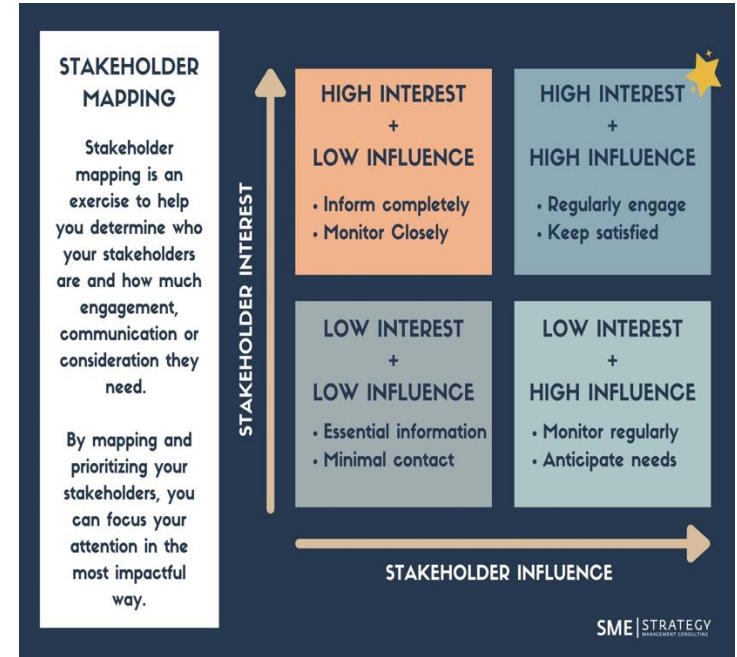 STAKEHOLDER
MAPPING
Stakeholder
mapping is an
exercise to help
you determine who
your stakeholders
are and how much
engagement,
communication or
consideration they
need.
By mapping and
prioritizing your
stakeholders, you
can focus your
attention in the
most impactful
way.
STAKEHOLDER INTEREST
HIGH INTEREST
+
LOW INFLUENCE
• Inform completely
• Monitor Closely
HIGH INTEREST
+
HIGH INFLUENCE
• Regularly engage
• Keep satisfied
LOW INTEREST
+
LOW INFLUENCE
• Essential information
• Minimal contact
LOW INTEREST
+
HIGH INFLUENCE
• Monitor regularly
• Anticipate needs
STAKEHOLDER INFLUENCE
SME | STRATEGY
MANAGEMENT CONSULTING